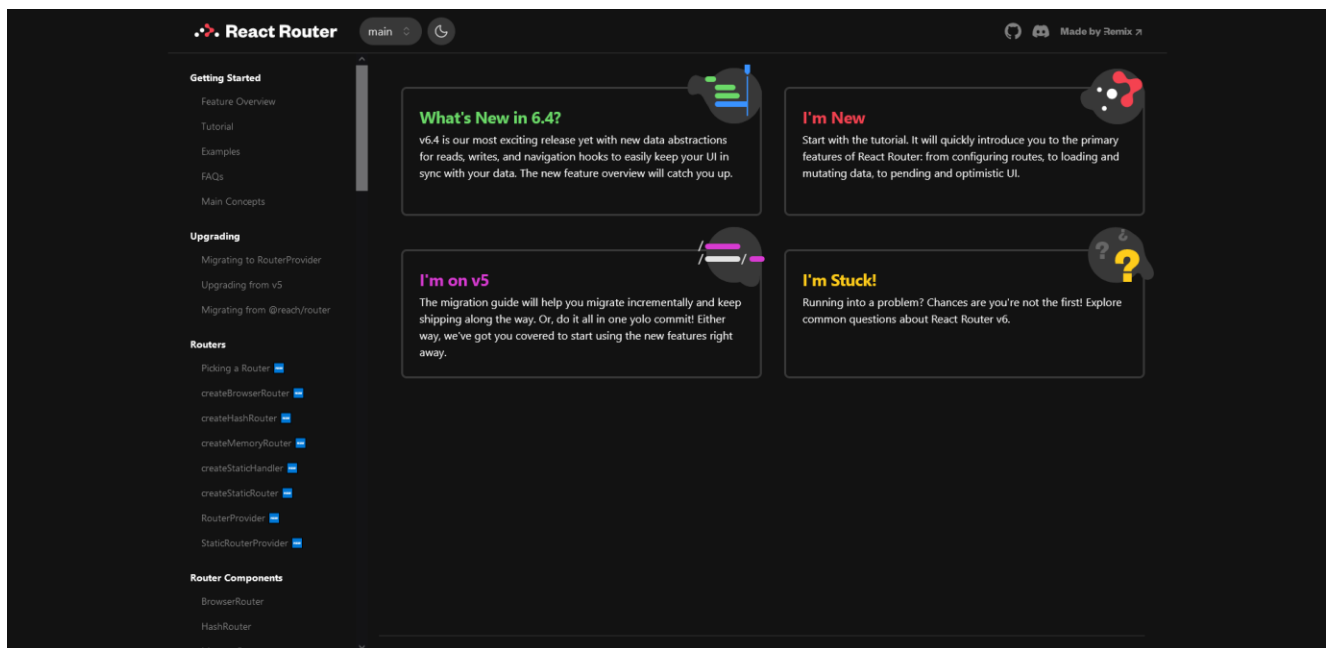 React Router
main
Made by Remix ↗
Getting Started
Feature Overview
Tutorial
Examples
FAQs
Main Concepts
Upgrading
Migrating to RouterProvider
Upgrading from v5
Migrating from @reach/router
Routers
Picking a Router
createBrowserRouter
createHashRouter
createMemoryRouter
createStaticHandler
createStaticRouter
RouterProvider
StaticRouterProvider
Router Components
BrowserRouter
HashRouter
What's New in 6.4?
v6.4 is our most exciting release yet with new data abstractions
for reads, writes, and navigation hooks to easily keep your UI in
sync with your data. The new feature overview will catch you up.
I'm New
Start with the tutorial. It will quickly introduce you to the primary
features of React Router: from configuring routes, to loading and
mutating data, to pending and optimistic UI.
I'm on v5
The migration guide will help you migrate incrementally and keep
shipping along the way. Or, do it all in one yolo commit! Either
way, we've got you covered to start using the new features right
away.
I'm Stuck!
Running into a problem? Chances are you're not the first! Explore
common questions about React Router v6.